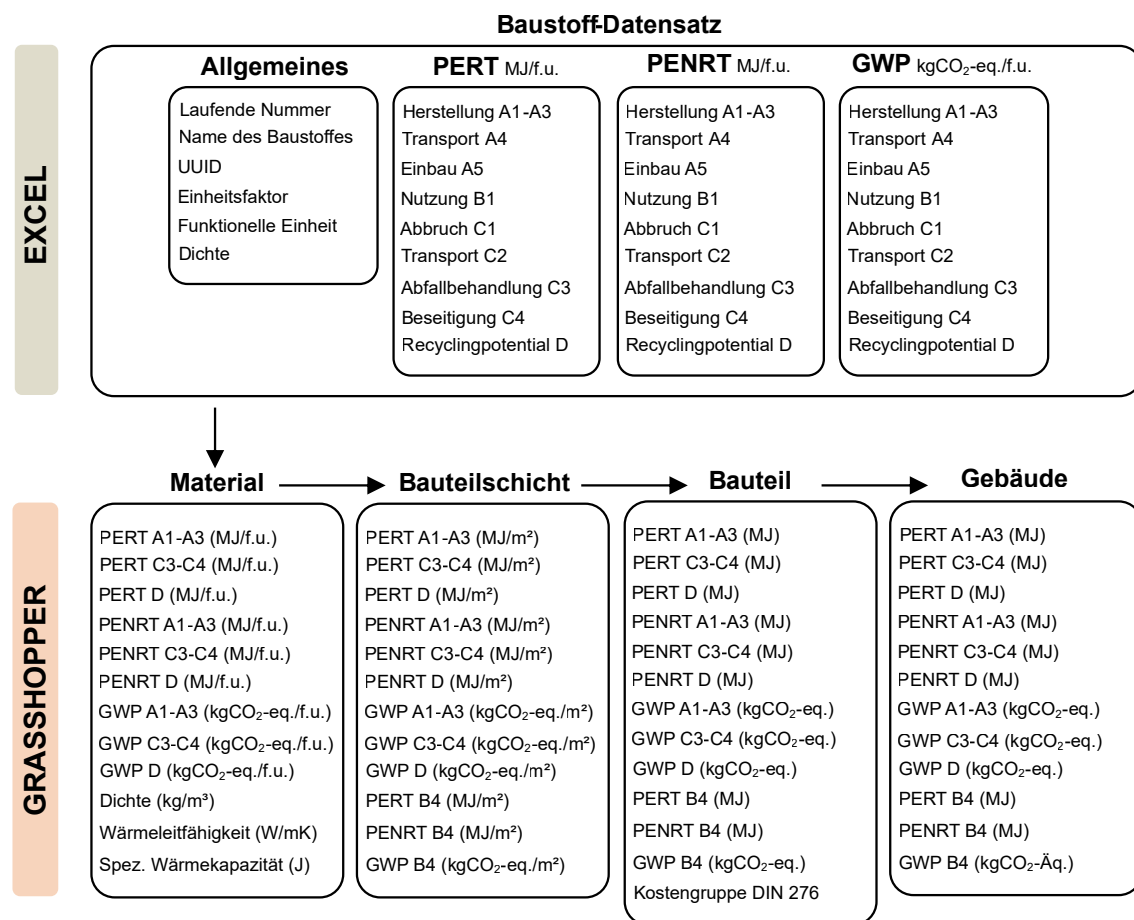 Baustoff-Datensatz
EXCEL
Allgemeines
Laufende Nummer
Name des Baustoffes
UUID
Einheitsfaktor
Funktionelle Einheit
Dichte
PERT MJ/f.u.
Herstellung A1-A3
Transport A4
Einbau A5
Nutzung B1
Abbruch C1
Transport C2
Abfallbehandlung C3
Beseitigung C4
Recyclingpotential D
PENRT MJ/f.u.
Herstellung A1-A3
Transport A4
Einbau A5
Nutzung B1
Abbruch C1
Transport C2
Abfallbehandlung C3
Beseitigung C4
Recyclingpotential D
GWP kgCO₂-eq./f.u.
Herstellung A1-A3
Transport A4
Einbau A5
Nutzung B1
Abbruch C1
Transport C2
Abfallbehandlung C3
Beseitigung C4
Recyclingpotential D
GRASSHOPPER
Material
PERT A1-A3 (MJ/f.u.)
PERT C3-C4 (MJ/f.u.)
PERT D (MJ/f.u.)
PENRT A1-A3 (MJ/f.u.)
PENRT C3-C4 (MJ/f.u.)
PENRT D (MJ/f.u.)
GWP A1-A3 (kgCO₂-eq./f.u.)
GWP C3-C4 (kgCO₂-eq./f.u.)
GWP D (kgCO₂-eq./f.u.)
Dichte (kg/m³)
Wärmeleitfähigkeit (W/mK)
Spez. Wärmekapazität (J)
Bauteilschicht
PERT A1-A3 (MJ/m²)
PERT C3-C4 (MJ/m²)
PERT D (MJ/m²)
PENRT A1-A3 (MJ/m²)
PENRT C3-C4 (MJ/m²)
PENRT D (MJ/m²)
GWP A1-A3 (kgCO₂-eq./m²)
GWP C3-C4 (kgCO₂-eq./m²)
GWP D (kgCO₂-eq./m²)
PERT B4 (MJ/m²)
PENRT B4 (MJ/m²)
GWP B4 (kgCO₂-eq./m²)
Bauteil
PERT A1-A3 (MJ)
PERT C3-C4 (MJ)
PERT D (MJ)
PENRT A1-A3 (MJ)
PENRT C3-C4 (MJ)
PENRT D (MJ)
GWP A1-A3 (kgCO₂-eq.)
GWP C3-C4 (kgCO₂-eq.)
GWP D (kgCO₂-eq.)
PERT B4 (MJ)
PENRT B4 (MJ)
GWP B4 (kgCO₂-eq.)
Kostengruppe DIN 276
Gebäude
PERT A1-A3 (MJ)
PERT C3-C4 (MJ)
PERT D (MJ)
PENRT A1-A3 (MJ)
PENRT C3-C4 (MJ)
PENRT D (MJ)
GWP A1-A3 (kgCO₂-eq.)
GWP C3-C4 (kgCO₂-eq.)
GWP D (kgCO₂-eq.)
PERT B4 (MJ)
PENRT B4 (MJ)
GWP B4 (kgCO₂-Äq.)